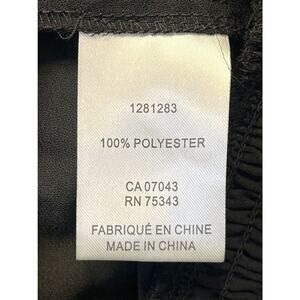 1281283
100% POLYESTER
CA 07043
RN 75343
FABRIQUÉ EN CHINE
MADE IN CHINA